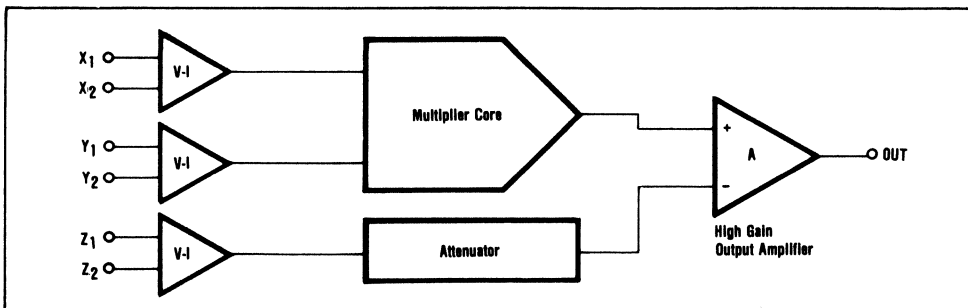 X1
X2
V-I
Y1
Y2
V-I
Z1
Z2
V-I
Multiplier Core
Attenuator
+
A
−
OUT
High Gain
Output Amplifier